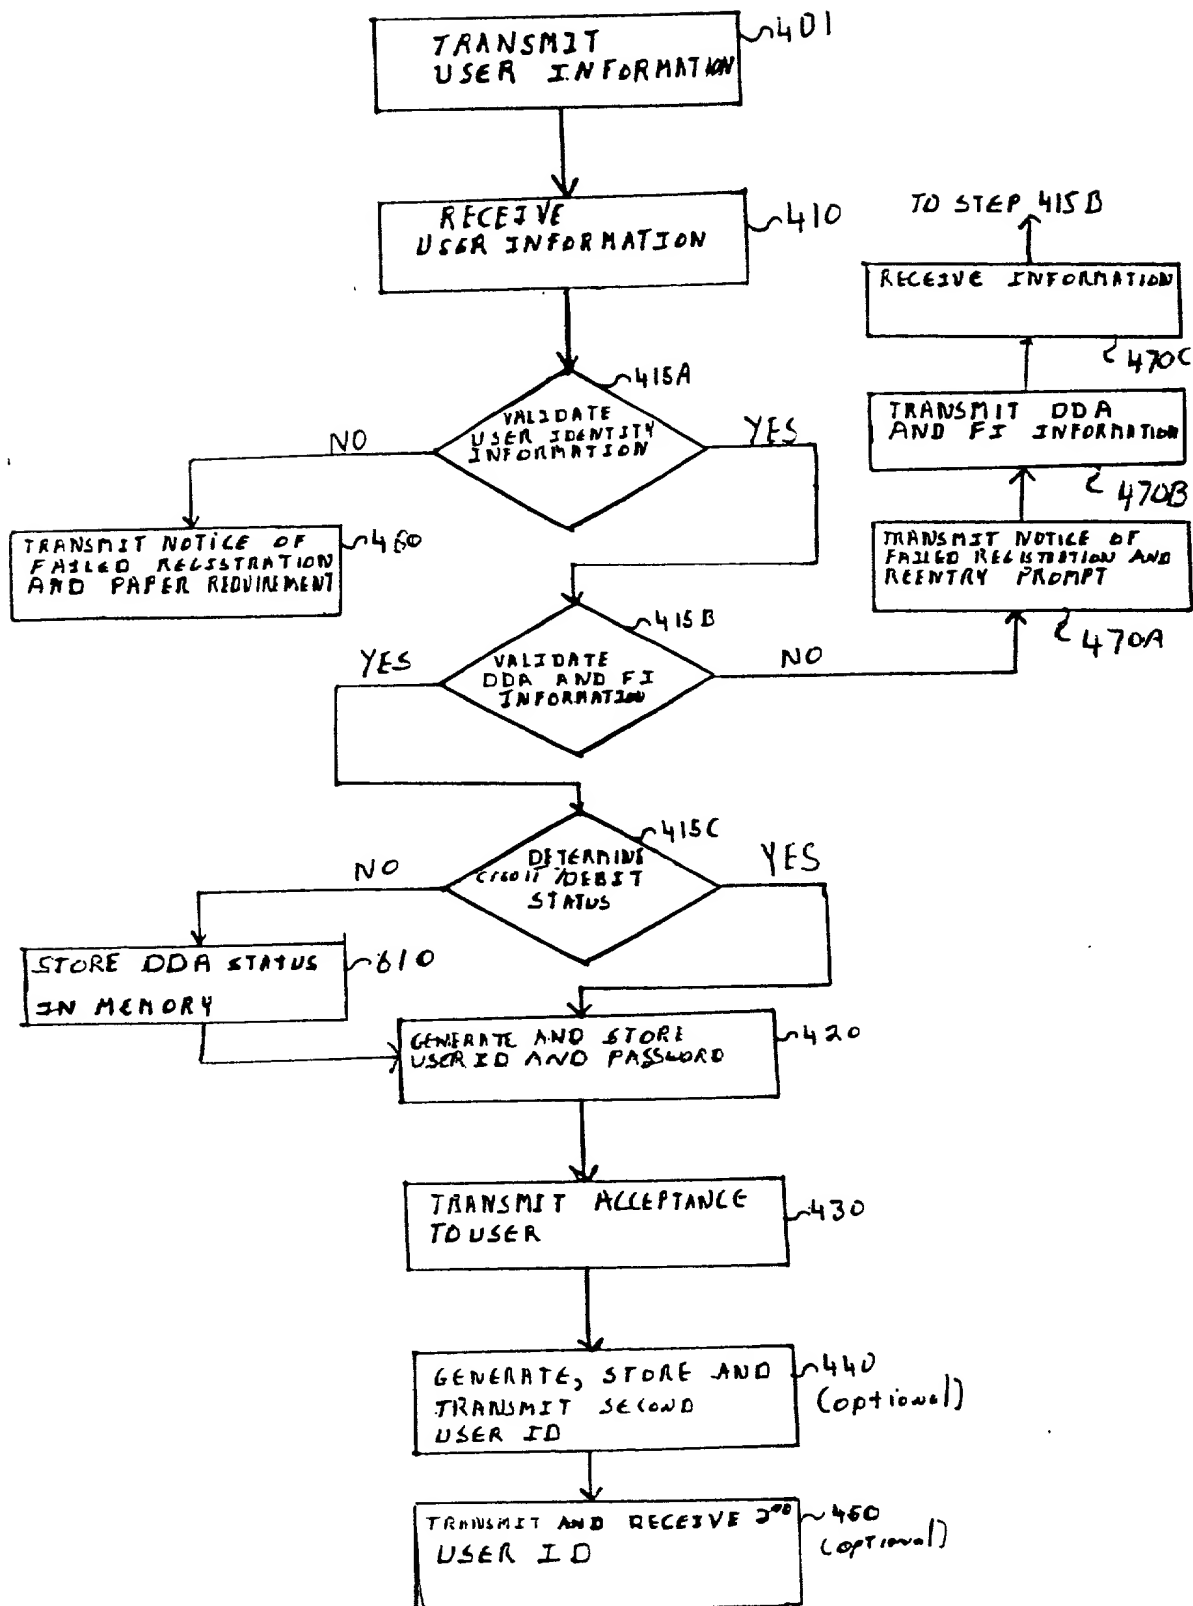 TRANSMIT
USER INFORMATION
401
RECEIVE
USER INFORMATION
410
TO STEP 415B
RECEIVE INFORMATION
470C
415A
VALIDATE
USER IDENTITY
INFORMATION
NO
YES
TRANSMIT DDA
AND FI INFORMATION
470B
TRANSMIT NOTICE OF
FAILED REGISTRATION
AND PAPER REQUIREMENT
460
TRANSMIT NOTICE OF
FAILED REGISTRATION AND
REENTRY PROMPT
470A
415B
VALIDATE
DDA AND FI
INFORMATION
YES
NO
415C
DETERMINE
CREDIT/DEBIT
STATUS
NO
YES
STORE DDA STATUS
IN MEMORY
610
GENERATE AND STORE
USER ID AND PASSWORD
420
TRANSMIT ACCEPTANCE
TO USER
430
GENERATE, STORE AND
TRANSMIT SECOND
USER ID
440
(optional)
TRANSMIT AND RECEIVE 2ND
USER ID
450
(optional)